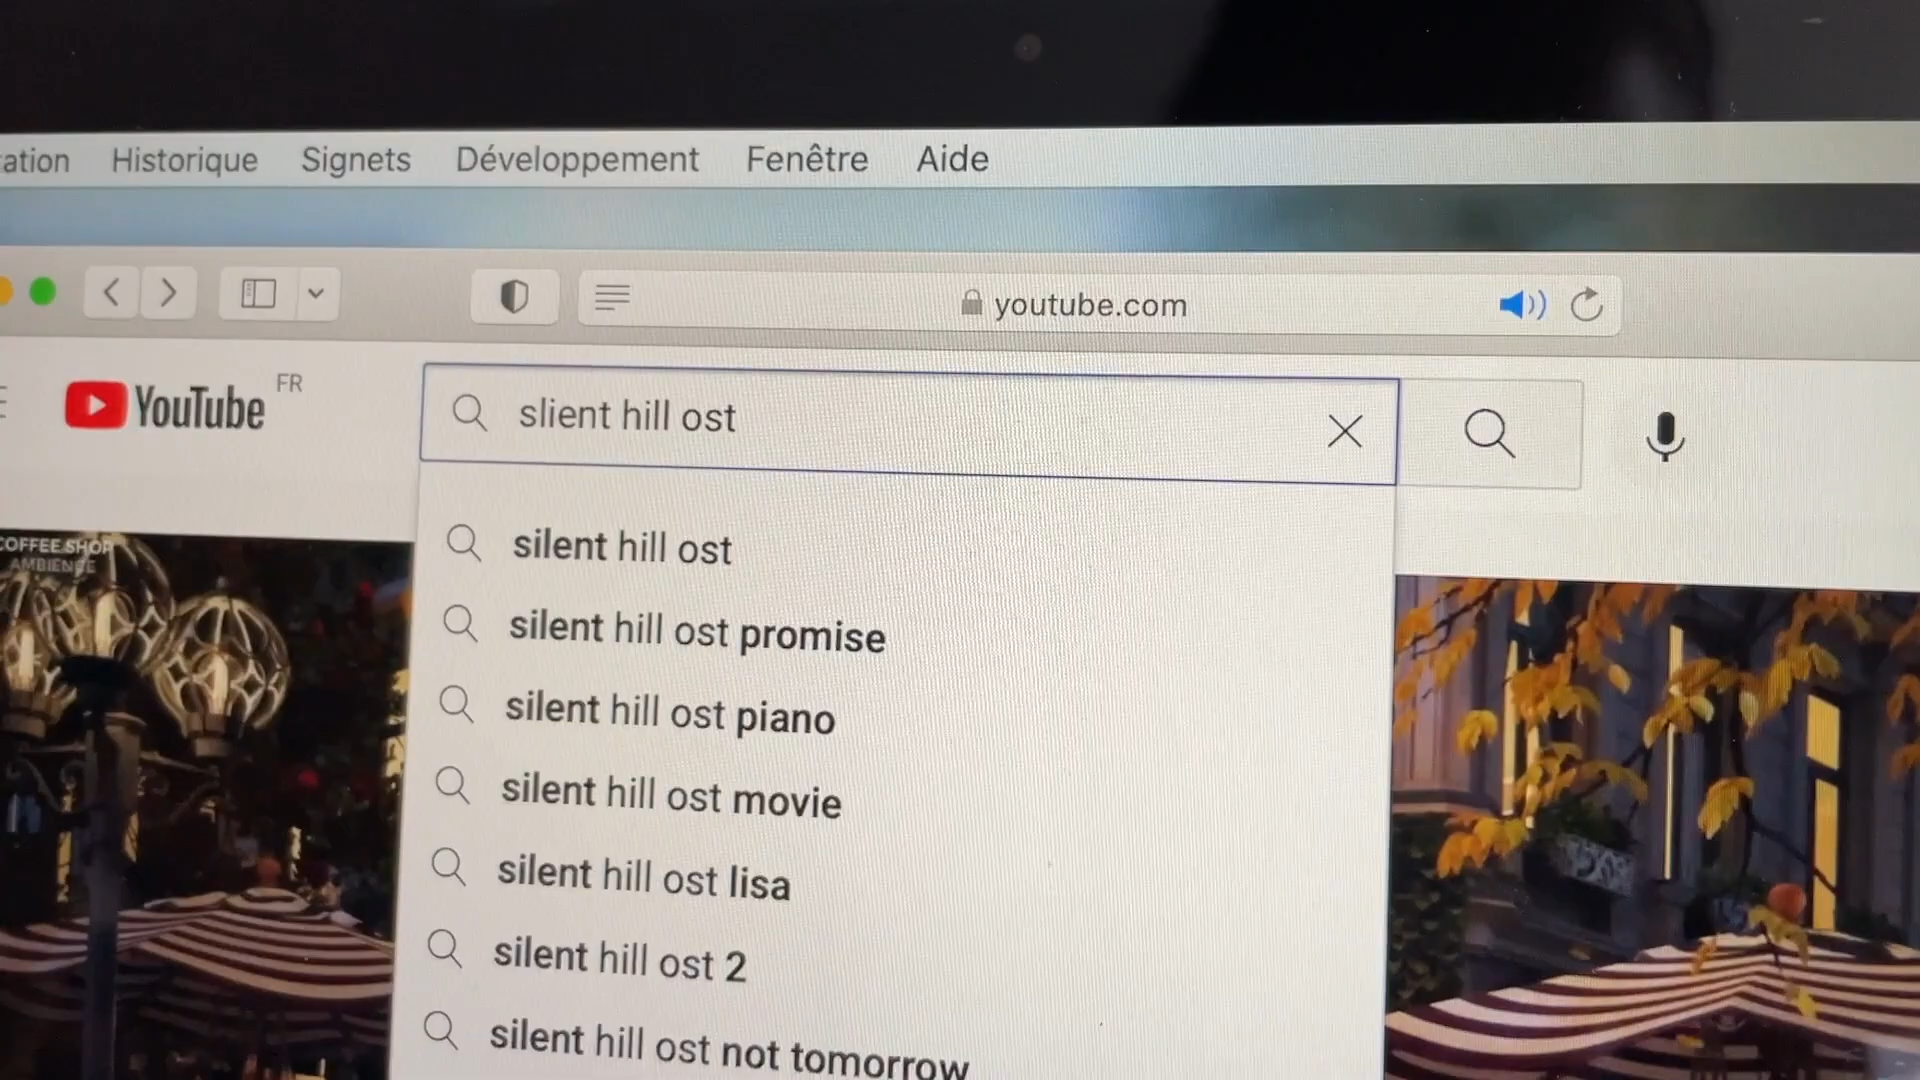 ation Historique Signets Développement Fenêtre Aide
youtube.com
YouTube FR
slient hill ost
silent hill ost
silent hill ost promise
silent hill ost piano
silent hill ost movie
silent hill ost lisa
silent hill ost 2
silent hill ost not tomorrow
COFFEE SHOP
AMBIENCE